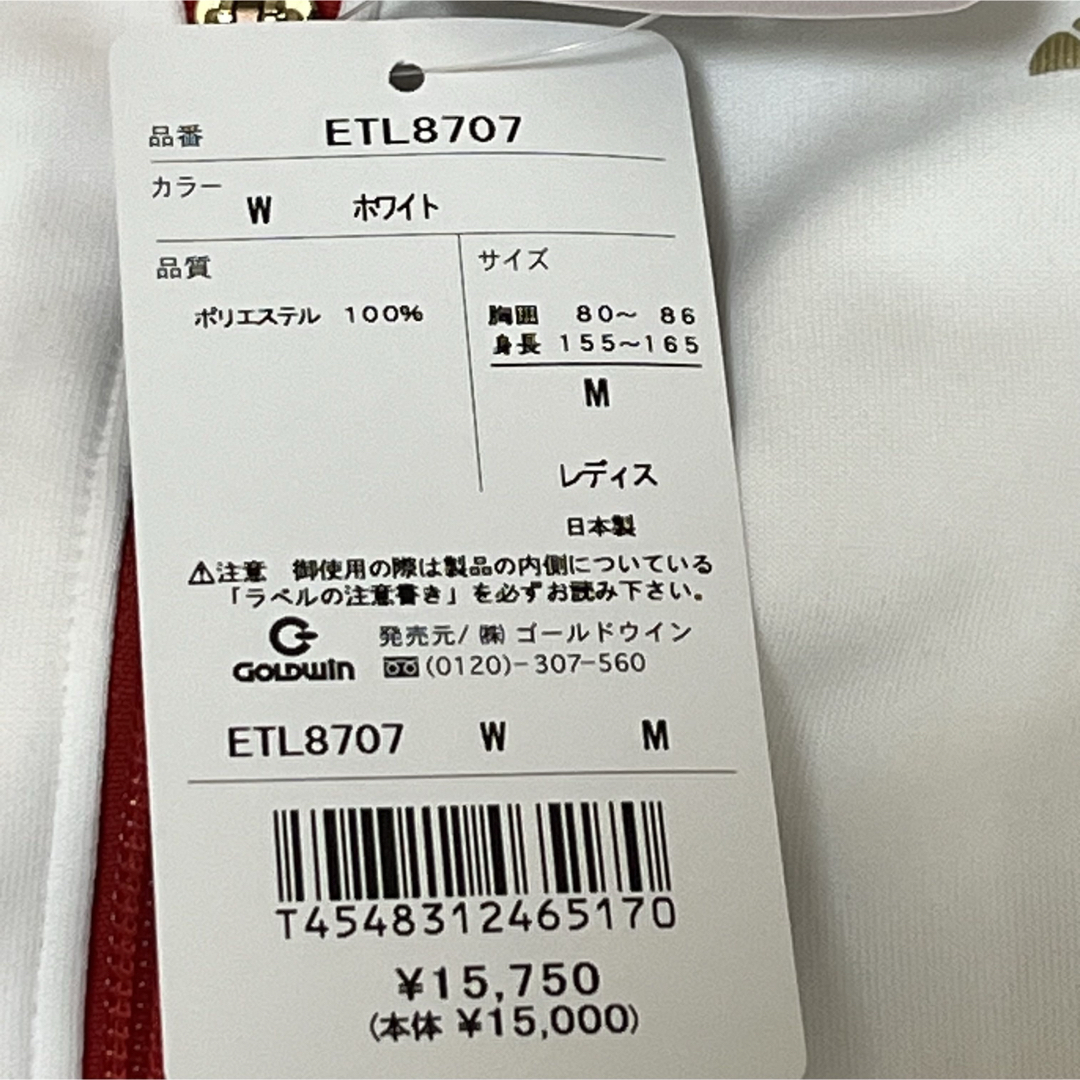 品番 ETL8707
カラー W ホワイト
品質
ポリエステル 100%
サイズ
胸囲 80～ 86
身長 155～165
M
レディス
日本製
⚠注意 御使用の際は製品の内側についている
「ラベルの注意書き」を必ずお読み下さい。
GOLDWIN 発売元/㈱ゴールドウイン
(0120)-307-560
ETL8707 W M
T4548312465170
¥15,750
(本体 ¥15,000)